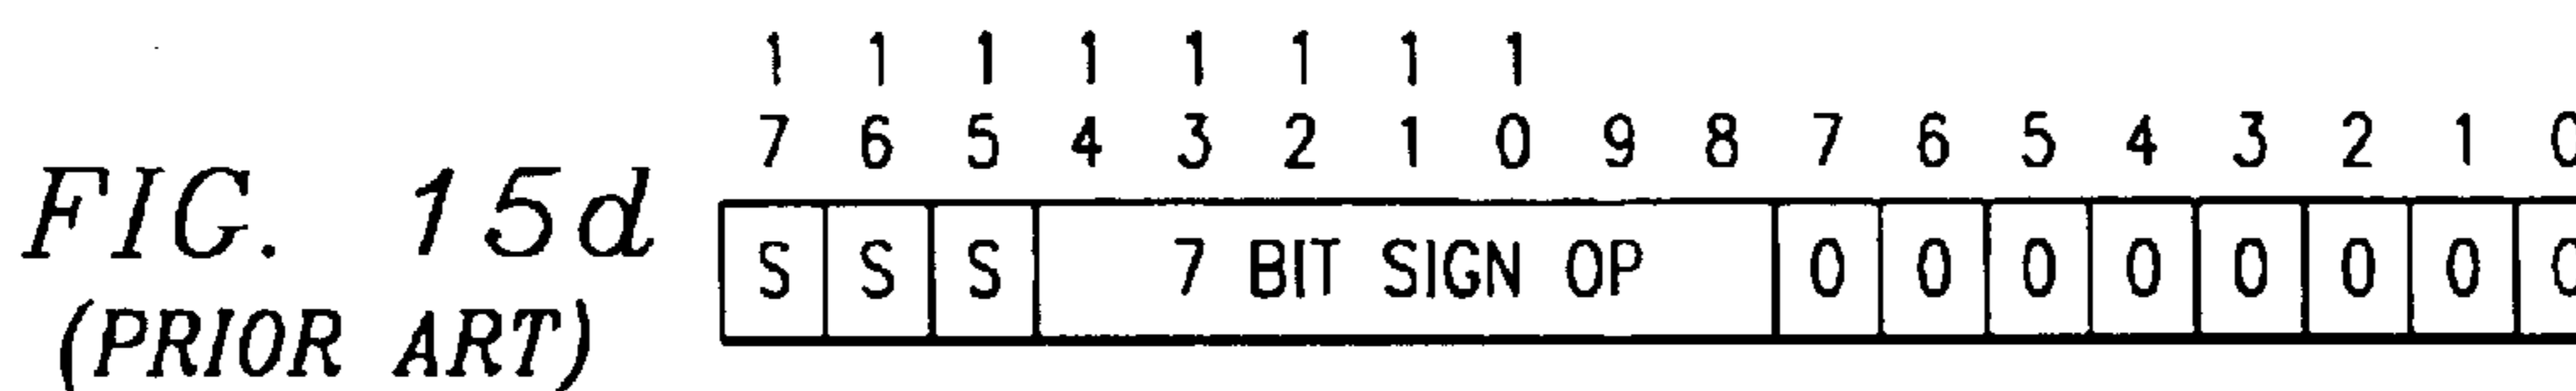 1 1 1 1 1 1 1 1
7 6 5 4 3 2 1 0 9 8 7 6 5 4 3 2 1 0
FIG. 15d
S S S 7 BIT SIGN OP 0 0 0 0 0 0 0 0
(PRIOR ART)